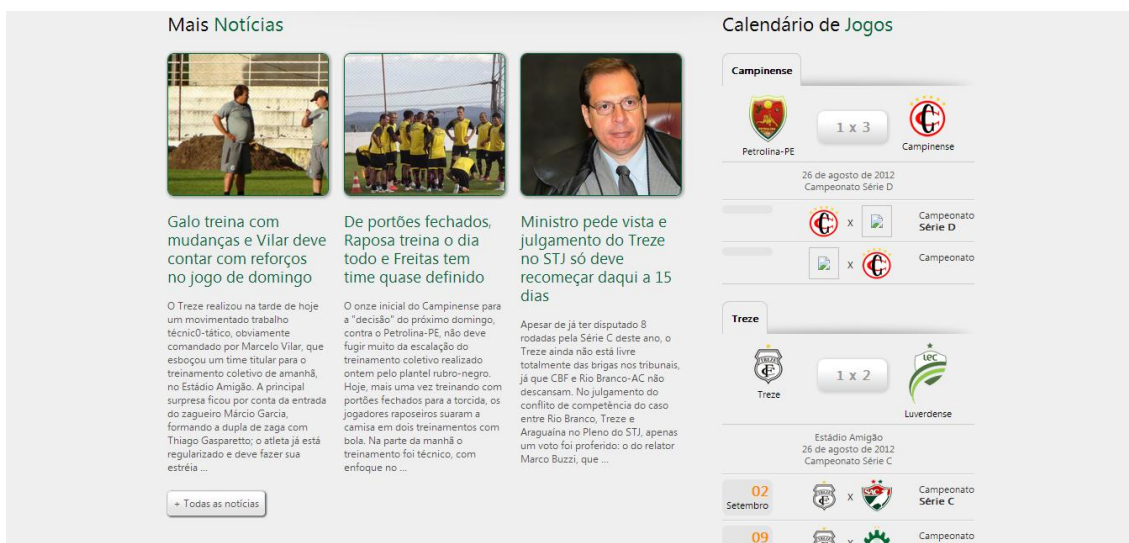 Mais Notícias
Galo treina com
mudanças e Vilar deve
contar com reforços
no jogo de domingo
O Treze realizou na tarde de hoje
um movimentado trabalho
técnic0-tático, obviamente
comandado por Marcelo Vilar, que
esboçou um time titular para o
treinamento coletivo de amanhã,
no Estádio Amigão. A principal
surpresa ficou por conta da entrada
do zagueiro Márcio Garcia,
formando a dupla de zaga com
Thiago Gasparetto; o atleta já está
regularizado e deve fazer sua
estréia ...
De portões fechados,
Raposa treina o dia
todo e Freitas tem
time quase definido
O onze inicial do Campinense para
a "decisão" do próximo domingo,
contra o Petrolina-PE, não deve
fugir muito da escalação do
treinamento coletivo realizado
ontem pelo plantel rubro-negro.
Hoje, mais uma vez treinando com
portões fechados para a torcida, os
jogadores raposeiros suaram a
camisa em dois treinamentos com
bola. Na parte da manhã o
treinamento foi técnico, com
enfoque no ...
Ministro pede vista e
julgamento do Treze
no STJ só deve
recomeçar daqui a 15
dias
Apesar de já ter disputado 8
rodadas pela Série C deste ano, o
Treze ainda não está livre
totalmente das brigas nos tribunais,
já que CBF e Rio Branco-AC não
descansam. No julgamento do
conflito de competência do caso
entre Rio Branco, Treze e
Araguaína no Pleno do STJ, apenas
um voto foi proferido: o do relator
Marco Buzzi, que ...
+ Todas as notícias
Calendário de Jogos
Campinense
1 x 3
Petrolina-PE
Campinense
26 de agosto de 2012
Campeonato Série D
x
Campeonato
Série D
x
Campeonato
Treze
LEC
1 x 2
Treze
Luverdense
Estádio Amigão
26 de agosto de 2012
Campeonato Série C
02
Setembro
x
Campeonato
Série C
09
x
Campeonato